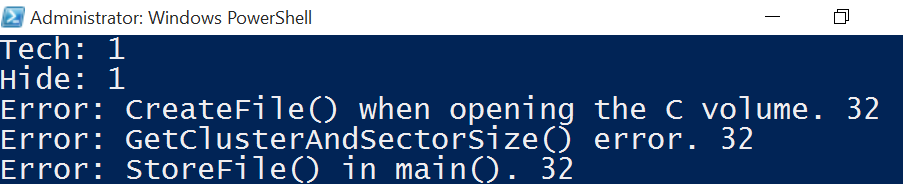 Administrator: Windows PowerShell
Tech: 1
Hide: 1
Error: CreateFile() when opening the C volume. 32
Error: GetClusterAndSectorSize() error. 32
Error: StoreFile() in main(). 32